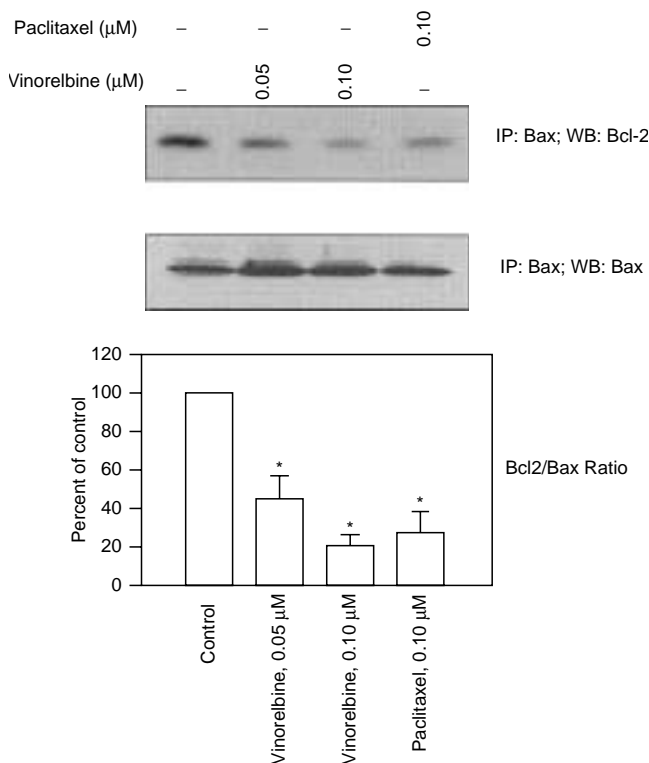 Paclitaxel (μM) – – – 0.10
Vinorelbine (μM) – 0.05 0.10 –
IP: Bax; WB: Bcl-2
IP: Bax; WB: Bax
120
100
80
60
40
20
0
Percent of control
* * *
Bcl2/Bax Ratio
Control
Vinorelbine, 0.05 μM
Vinorelbine, 0.10 μM
Paclitaxel, 0.10 μM